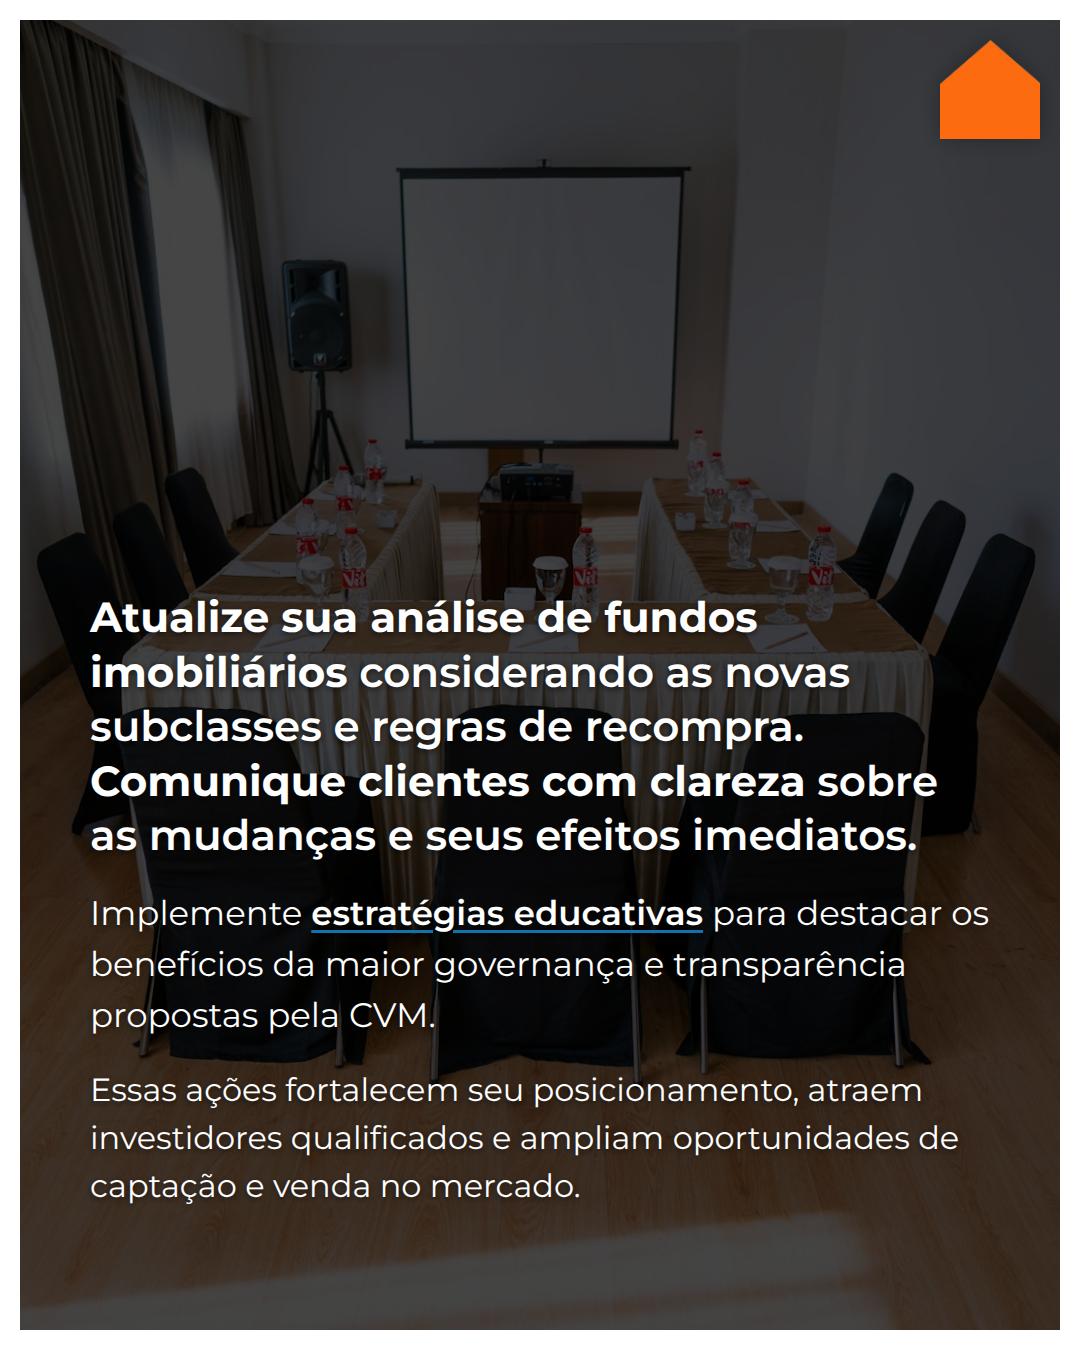 Atualize sua análise de fundos
imobiliários considerando as novas
subclasses e regras de recompra.
Comunique clientes com clareza sobre
as mudanças e seus efeitos imediatos.
Implemente estratégias educativas para destacar os
benefícios da maior governança e transparência
propostas pela CVM.
Essas ações fortalecem seu posicionamento, atraem
investidores qualificados e ampliam oportunidades de
captação e venda no mercado.